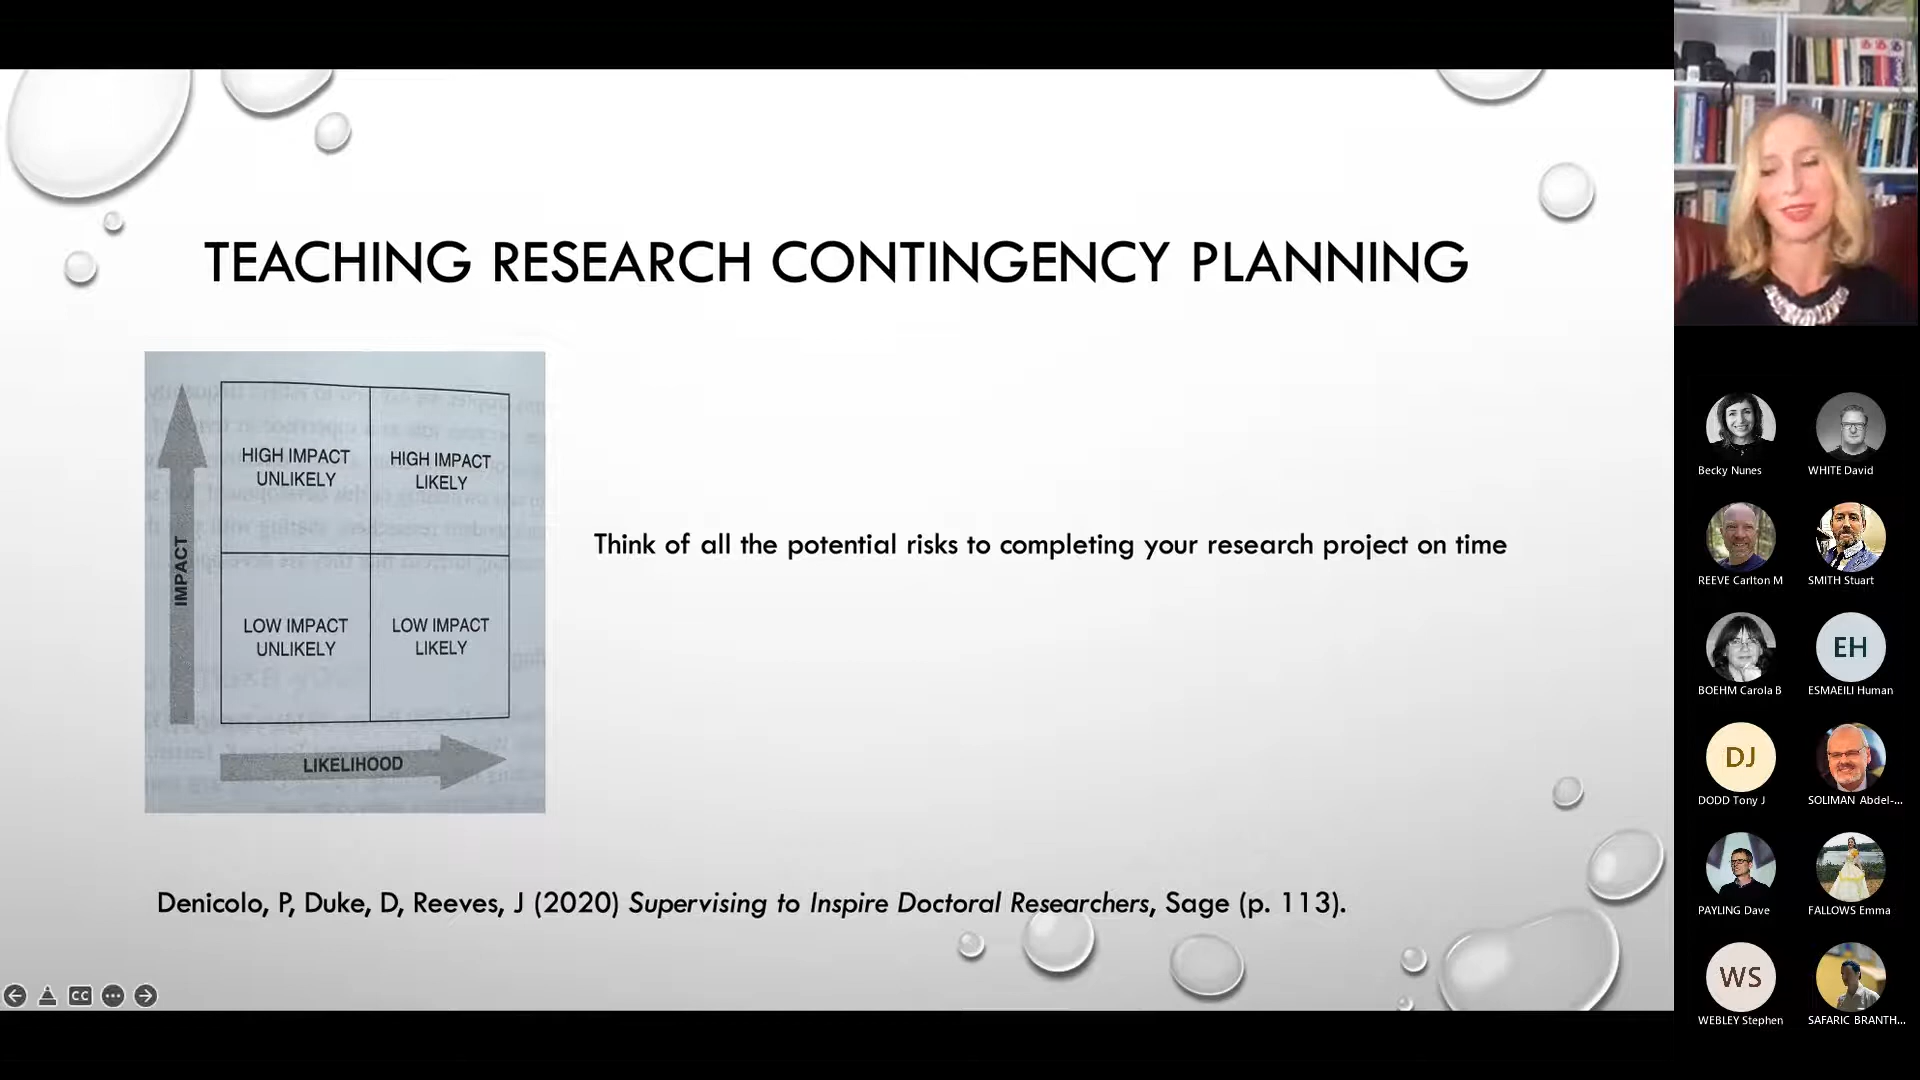 TEACHING RESEARCH CONTINGENCY PLANNING
IMPACT
HIGH IMPACT
UNLIKELY
HIGH IMPACT
LIKELY
LOW IMPACT
UNLIKELY
LOW IMPACT
LIKELY
LIKELIHOOD
Think of all the potential risks to completing your research project on time
Denicolo, P, Duke, D, Reeves, J (2020) Supervising to Inspire Doctoral Researchers, Sage (p. 113).
CC
Becky Nunes
WHITE David
REEVE Carlton M
SMITH Stuart
BOEHM Carola B
EH
ESMAEILI Human
DJ
DODD Tony J
SOLIMAN Abdel-...
PAYLING Dave
FALLOWS Emma
WS
WEBLEY Stephen
SAFARIC BRANTH...